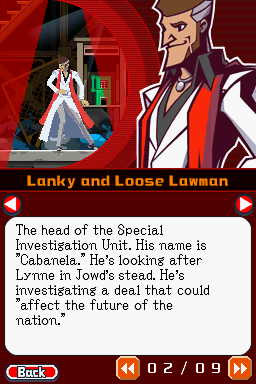 Lanky and Loose Lawman
The head of the Special
Investigation Unit. His name is
"Cabanela." He's looking after
Lynne in Jowd's stead. He's
investigating a deal that could
"affect the future of the
nation."
Back
02/09